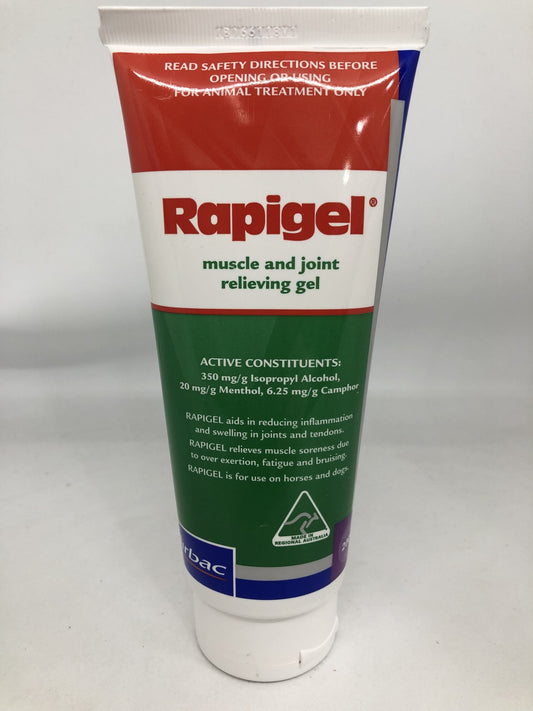 READ SAFETY DIRECTIONS BEFORE
OPENING OR USING
FOR ANIMAL TREATMENT ONLY
Rapigel®
muscle and joint
relieving gel
ACTIVE CONSTITUENTS:
350 mg/g Isopropyl Alcohol,
20 mg/g Menthol, 6.25 mg/g Camphor
RAPIGEL aids in reducing inflammation
and swelling in joints and tendons.
RAPIGEL relieves muscle soreness due
to over exertion, fatigue and bruising.
RAPIGEL is for use on horses and dogs.
MADE IN
REGIONAL AUSTRALIA
rbac